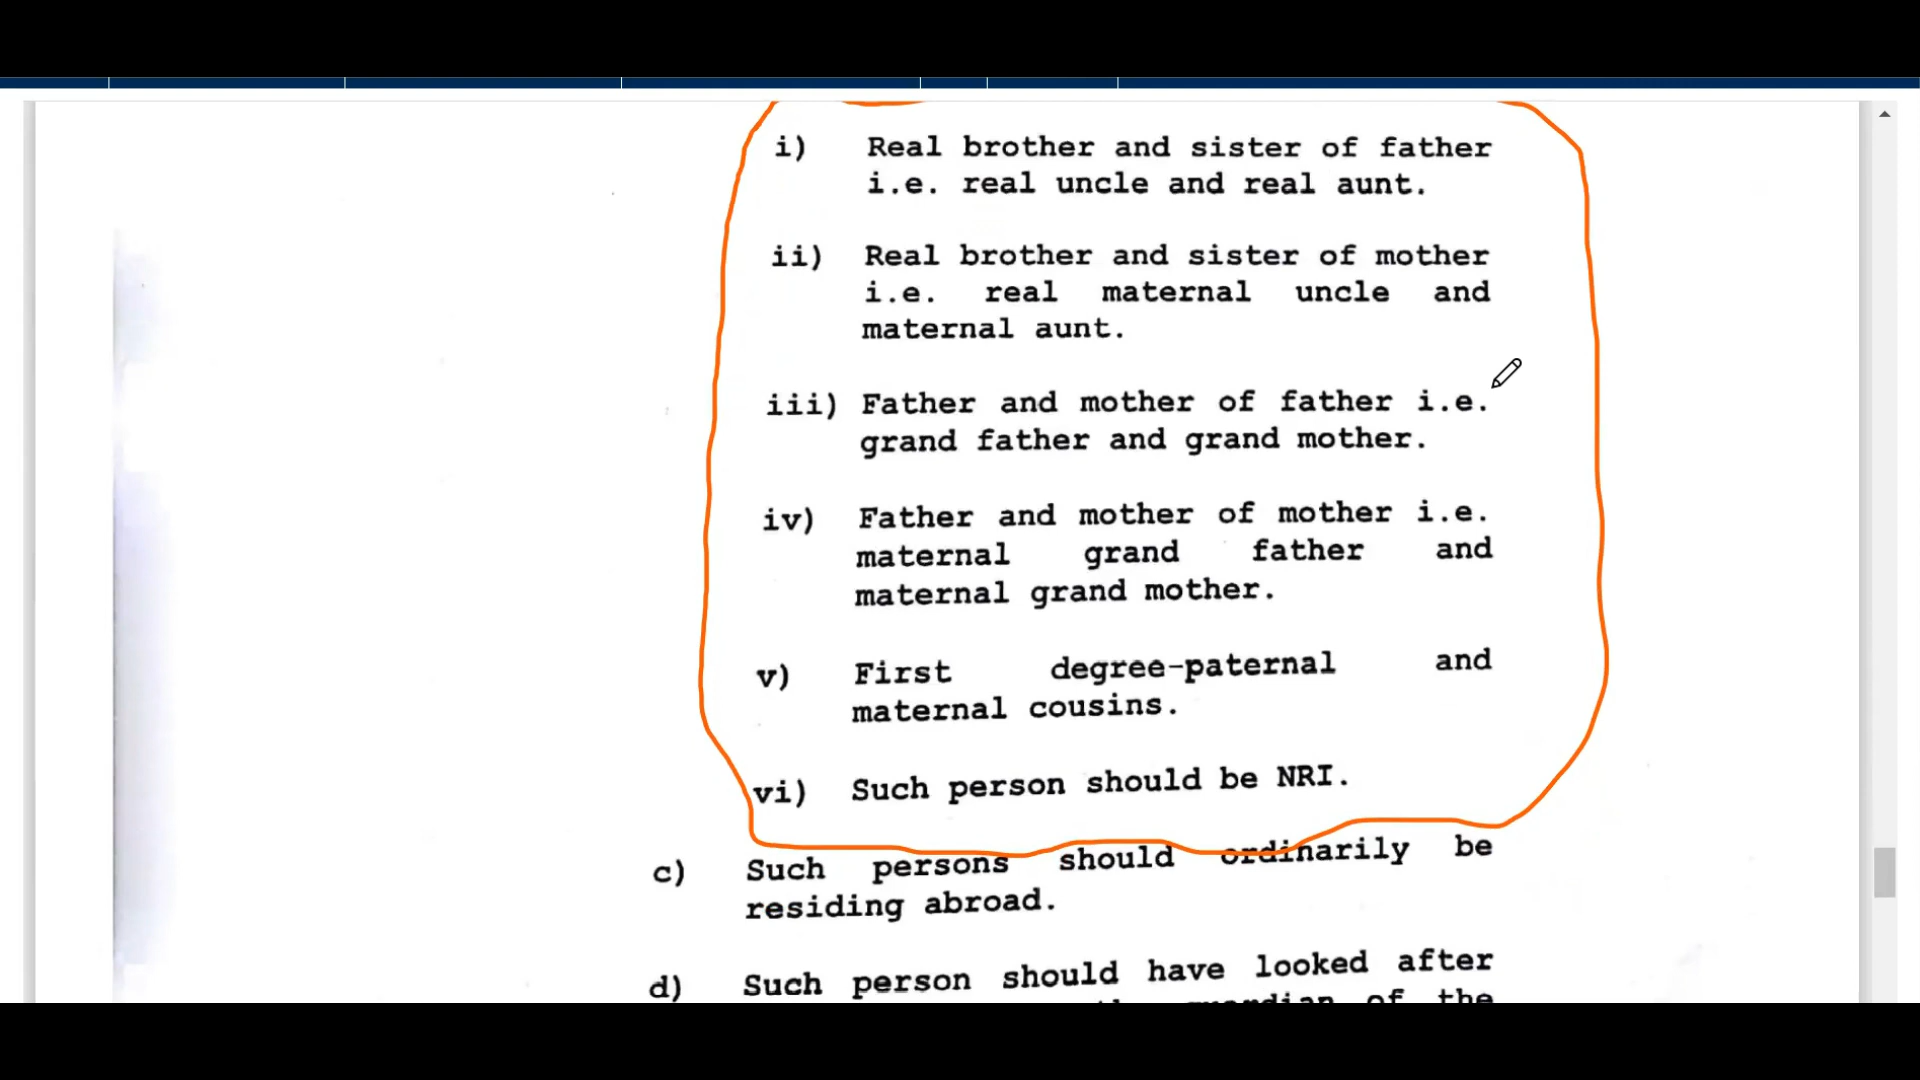 i) Real brother and sister of father
i.e. real uncle and real aunt.
ii) Real brother and sister of mother
i.e. real maternal uncle and
maternal aunt.
iii) Father and mother of father i.e.
grand father and grand mother.
iv) Father and mother of mother i.e.
maternal grand father and
maternal grand mother.
v) First degree-paternal and
maternal cousins.
vi) Such person should be NRI.
c) Such persons should ordinarily be
residing abroad.
d) Such person should have looked after
guardian of the